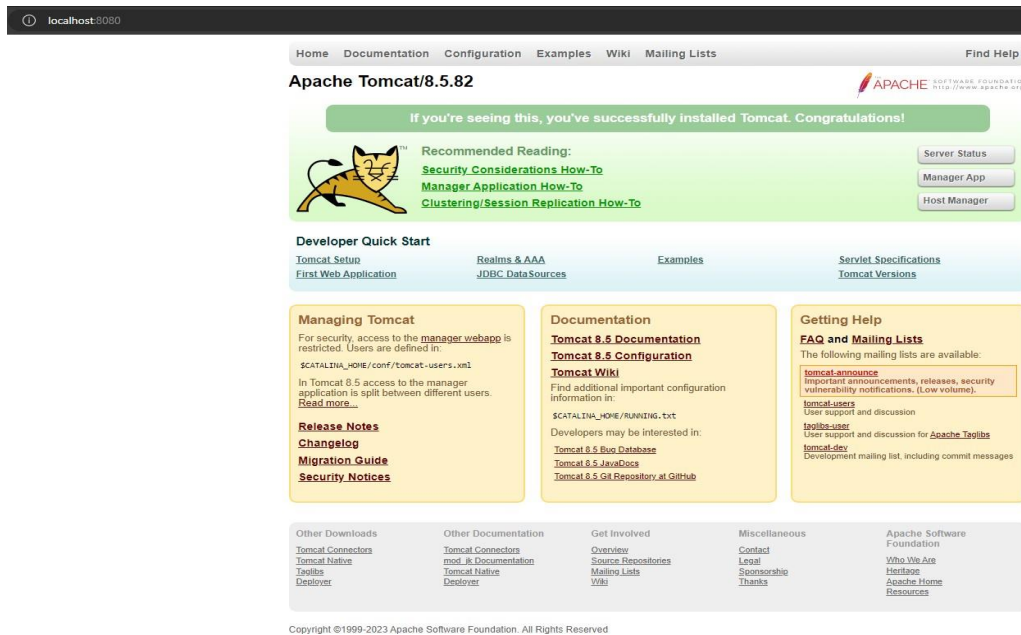 localhost:8080
Home Documentation Configuration Examples Wiki Mailing Lists Find Help
Apache Tomcat/8.5.82
APACHE SOFTWARE FOUNDATIO
http://www.apache.org
If you're seeing this, you've successfully installed Tomcat. Congratulations!
TM
Recommended Reading:
Security Considerations How-To
Manager Application How-To
Clustering/Session Replication How-To
Server Status
Manager App
Host Manager
Developer Quick Start
Tomcat Setup
First Web Application
Realms & AAA
JDBC DataSources
Examples
Servlet Specifications
Tomcat Versions
Managing Tomcat
For security, access to the manager webapp is
restricted. Users are defined in:
$CATALINA_HOME/conf/tomcat-users.xml
In Tomcat 8.5 access to the manager
application is split between different users.
Read more...
Release Notes
Changelog
Migration Guide
Security Notices
Documentation
Tomcat 8.5 Documentation
Tomcat 8.5 Configuration
Tomcat Wiki
Find additional important configuration
information in:
$CATALINA_HOME/RUNNING.txt
Developers may be interested in:
Tomcat 8.5 Bug Database
Tomcat 8.5 JavaDocs
Tomcat 8.5 Git Repository at GitHub
Getting Help
FAQ and Mailing Lists
The following mailing lists are available:
tomcat-announce
Important announcements, releases, security
vulnerability notifications. (Low volume).
tomcat-users
User support and discussion
taglibs-user
User support and discussion for Apache Taglibs
tomcat-dev
Development mailing list, including commit messages
Other Downloads
Tomcat Connectors
Tomcat Native
Taglibs
Deployer
Other Documentation
Tomcat Connectors
mod_jk Documentation
Tomcat Native
Deployer
Get Involved
Overview
Source Repositories
Mailing Lists
Wiki
Miscellaneous
Contact
Legal
Sponsorship
Thanks
Apache Software
Foundation
Who We Are
Heritage
Apache Home
Resources
Copyright ©1999-2023 Apache Software Foundation. All Rights Reserved